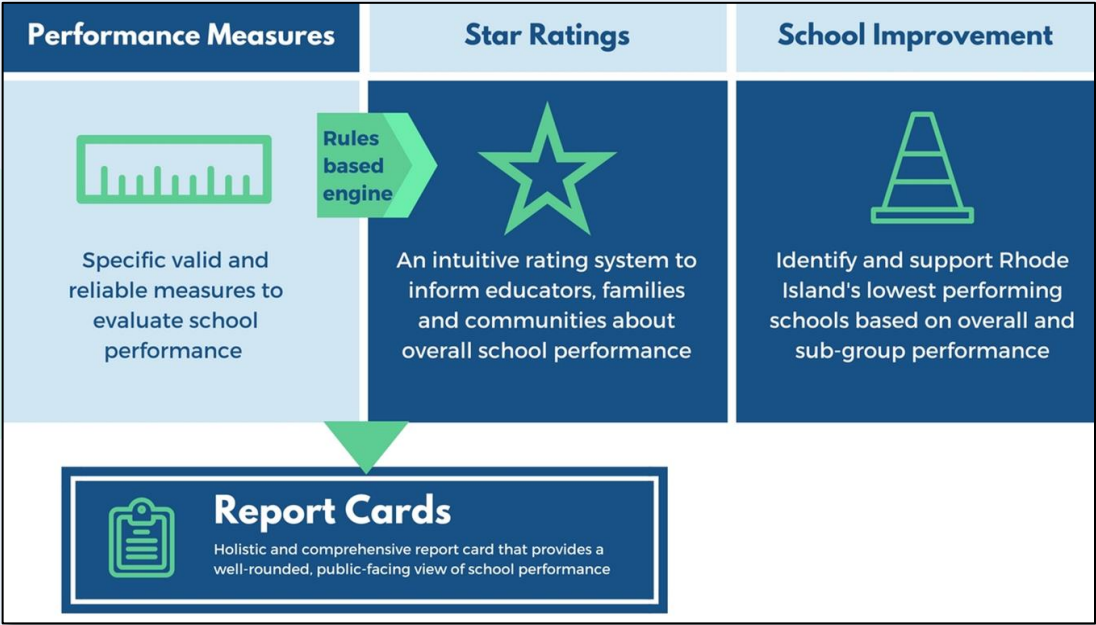 Performance Measures
Star Ratings
School Improvement
Rules
based
engine
Specific valid and
reliable measures to
evaluate school
performance
An intuitive rating system to
inform educators, families
and communities about
overall school performance
Identify and support Rhode
Island's lowest performing
schools based on overall and
sub-group performance
Report Cards
Holistic and comprehensive report card that provides a
well-rounded, public-facing view of school performance